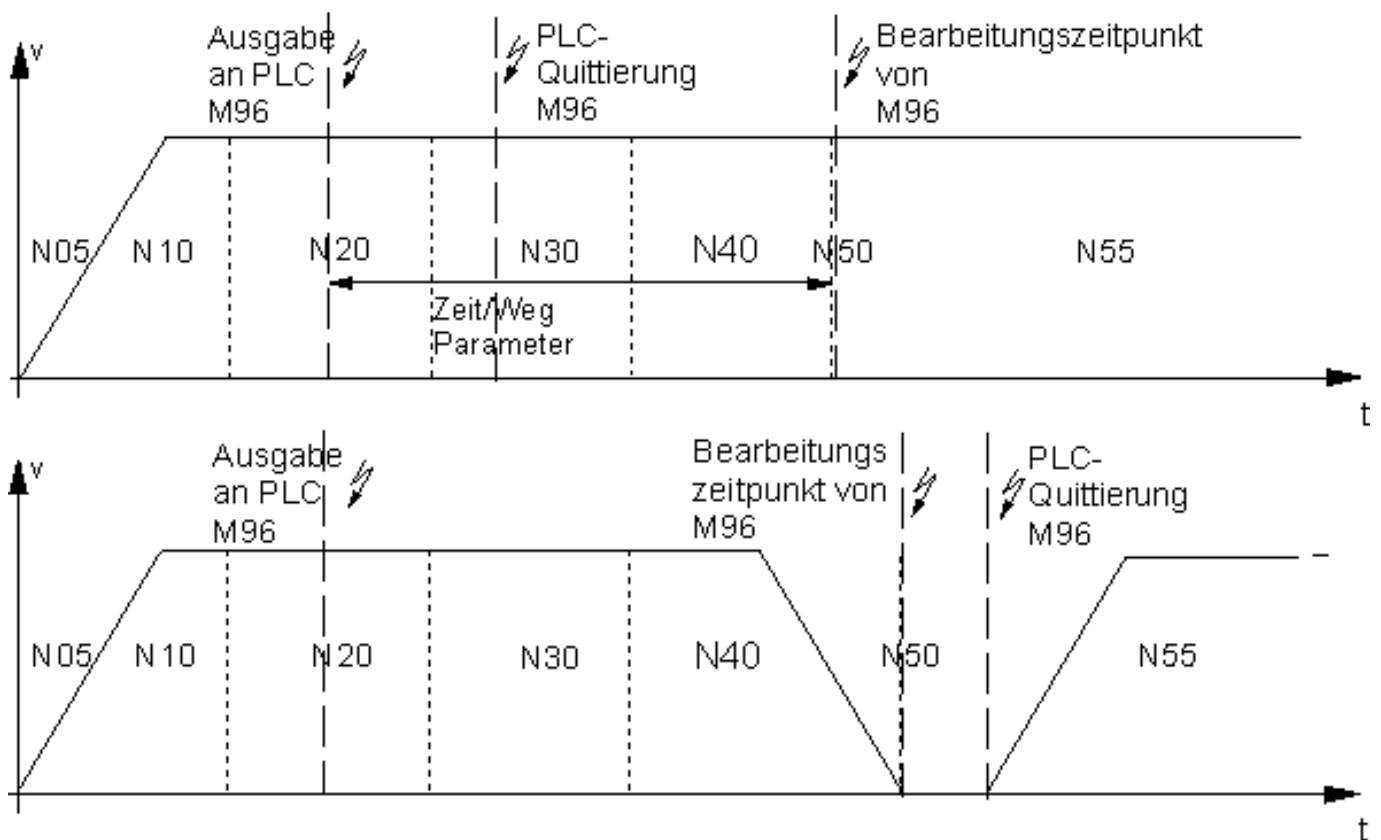 v
Ausgabe
an PLC
M96
PLC-
Quittierung
M96
Bearbeitungszeitpunkt
von
M96
N05
N10
N20
N30
N40
N50
N55
Zeit/Weg
Parameter
t
v
Ausgabe
an PLC
M96
Bearbeitungs
zeitpunkt von
M96
PLC-
Quittierung
M96
N05
N10
N20
N30
N40
N50
N55
t